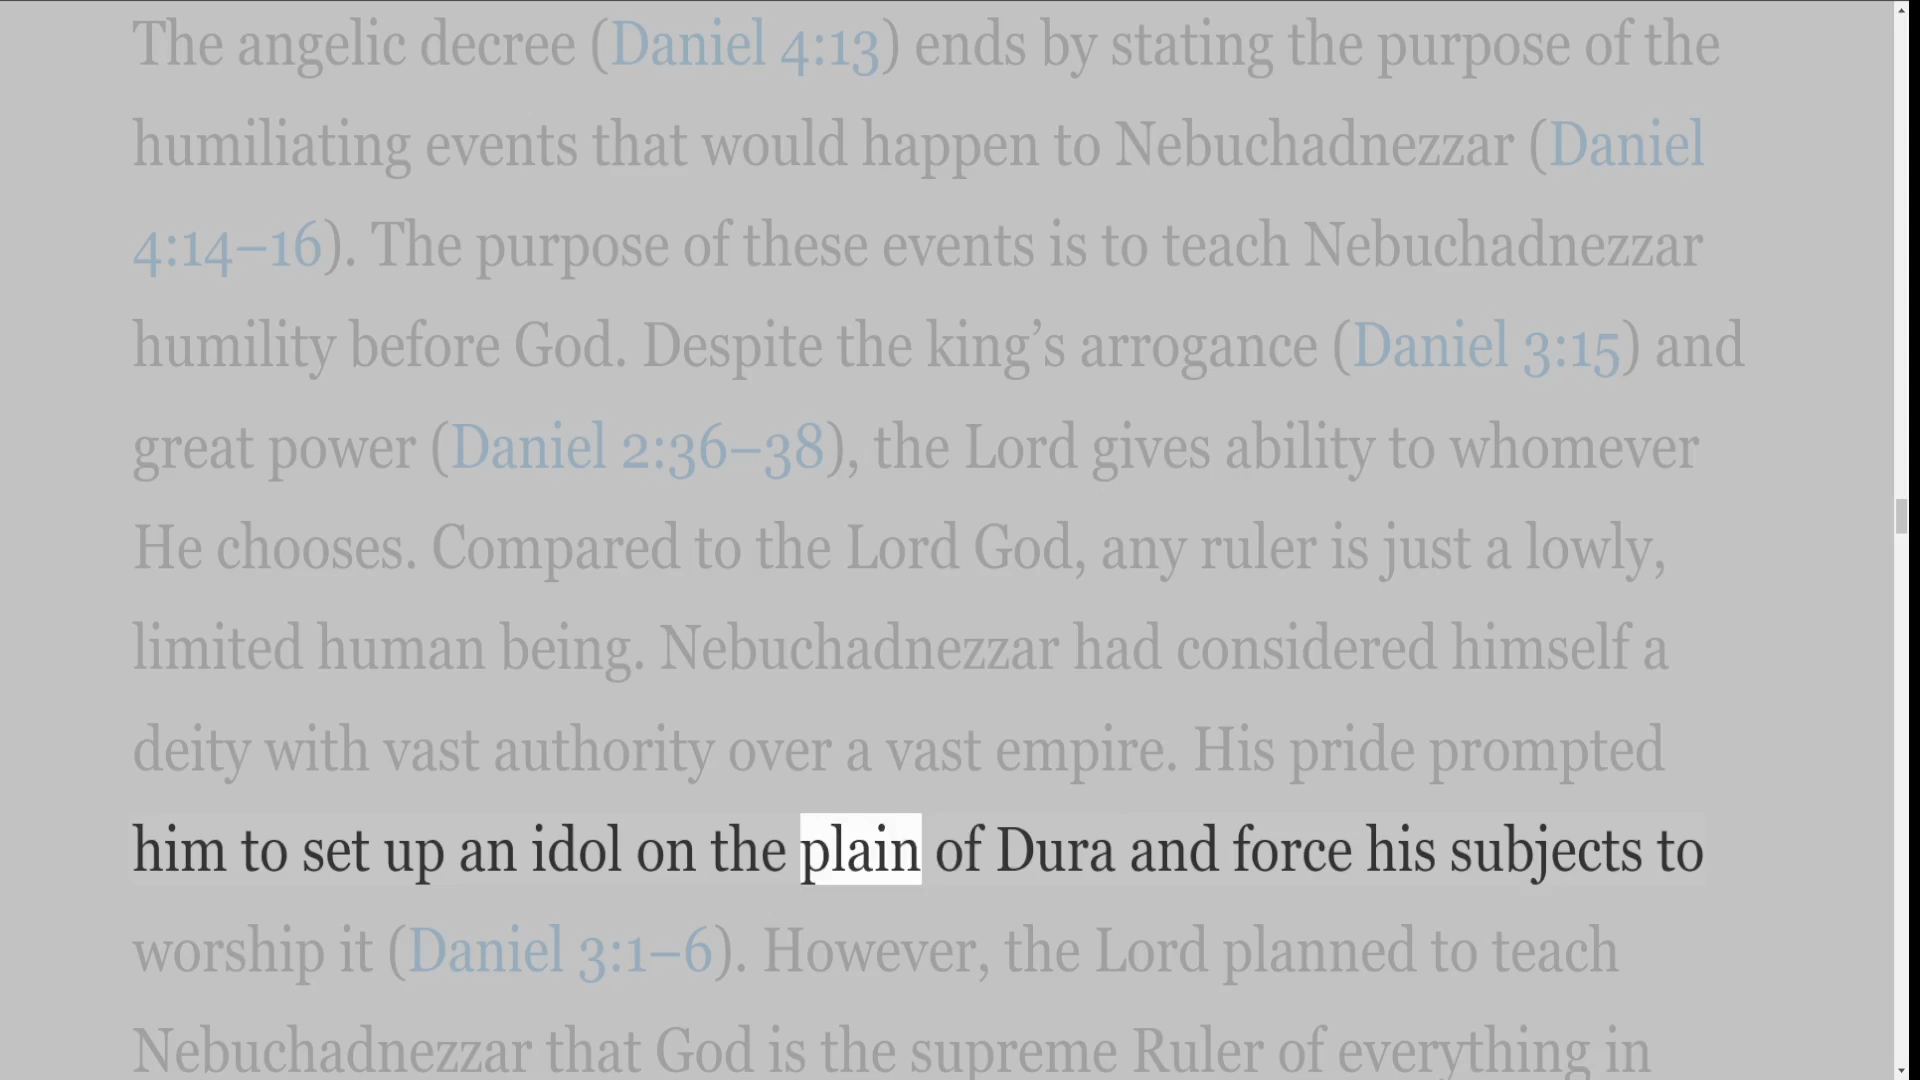 The angelic decree (Daniel 4:13) ends by stating the purpose of the
humiliating events that would happen to Nebuchadnezzar (Daniel
4:14–16). The purpose of these events is to teach Nebuchadnezzar
humility before God. Despite the king’s arrogance (Daniel 3:15) and
great power (Daniel 2:36–38), the Lord gives ability to whomever
He chooses. Compared to the Lord God, any ruler is just a lowly,
limited human being. Nebuchadnezzar had considered himself a
deity with vast authority over a vast empire. His pride prompted
him to set up an idol on the plain of Dura and force his subjects to
worship it (Daniel 3:1–6). However, the Lord planned to teach
Nebuchadnezzar that God is the supreme Ruler of everything in